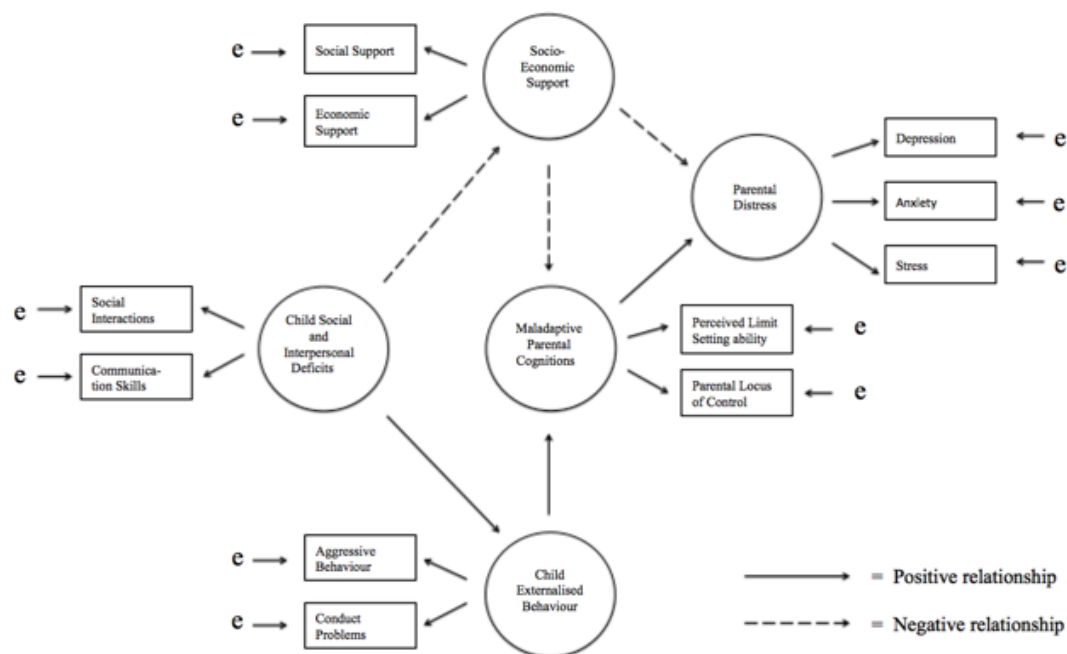 e
Social Support
e
Economic
Support
Socio-
Economic
Support
Parental
Distress
Depression
e
Anxiety
e
Stress
e
e
Social
Interactions
e
Communica-
tion Skills
Child Social
and
Interpersonal
Deficits
Maladaptive
Parental
Cognitions
Perceived Limit
Setting ability
e
Parental Locus
of Control
e
e
Aggressive
Behaviour
e
Conduct
Problems
Child
Externalised
Behaviour
= Positive relationship
= Negative relationship